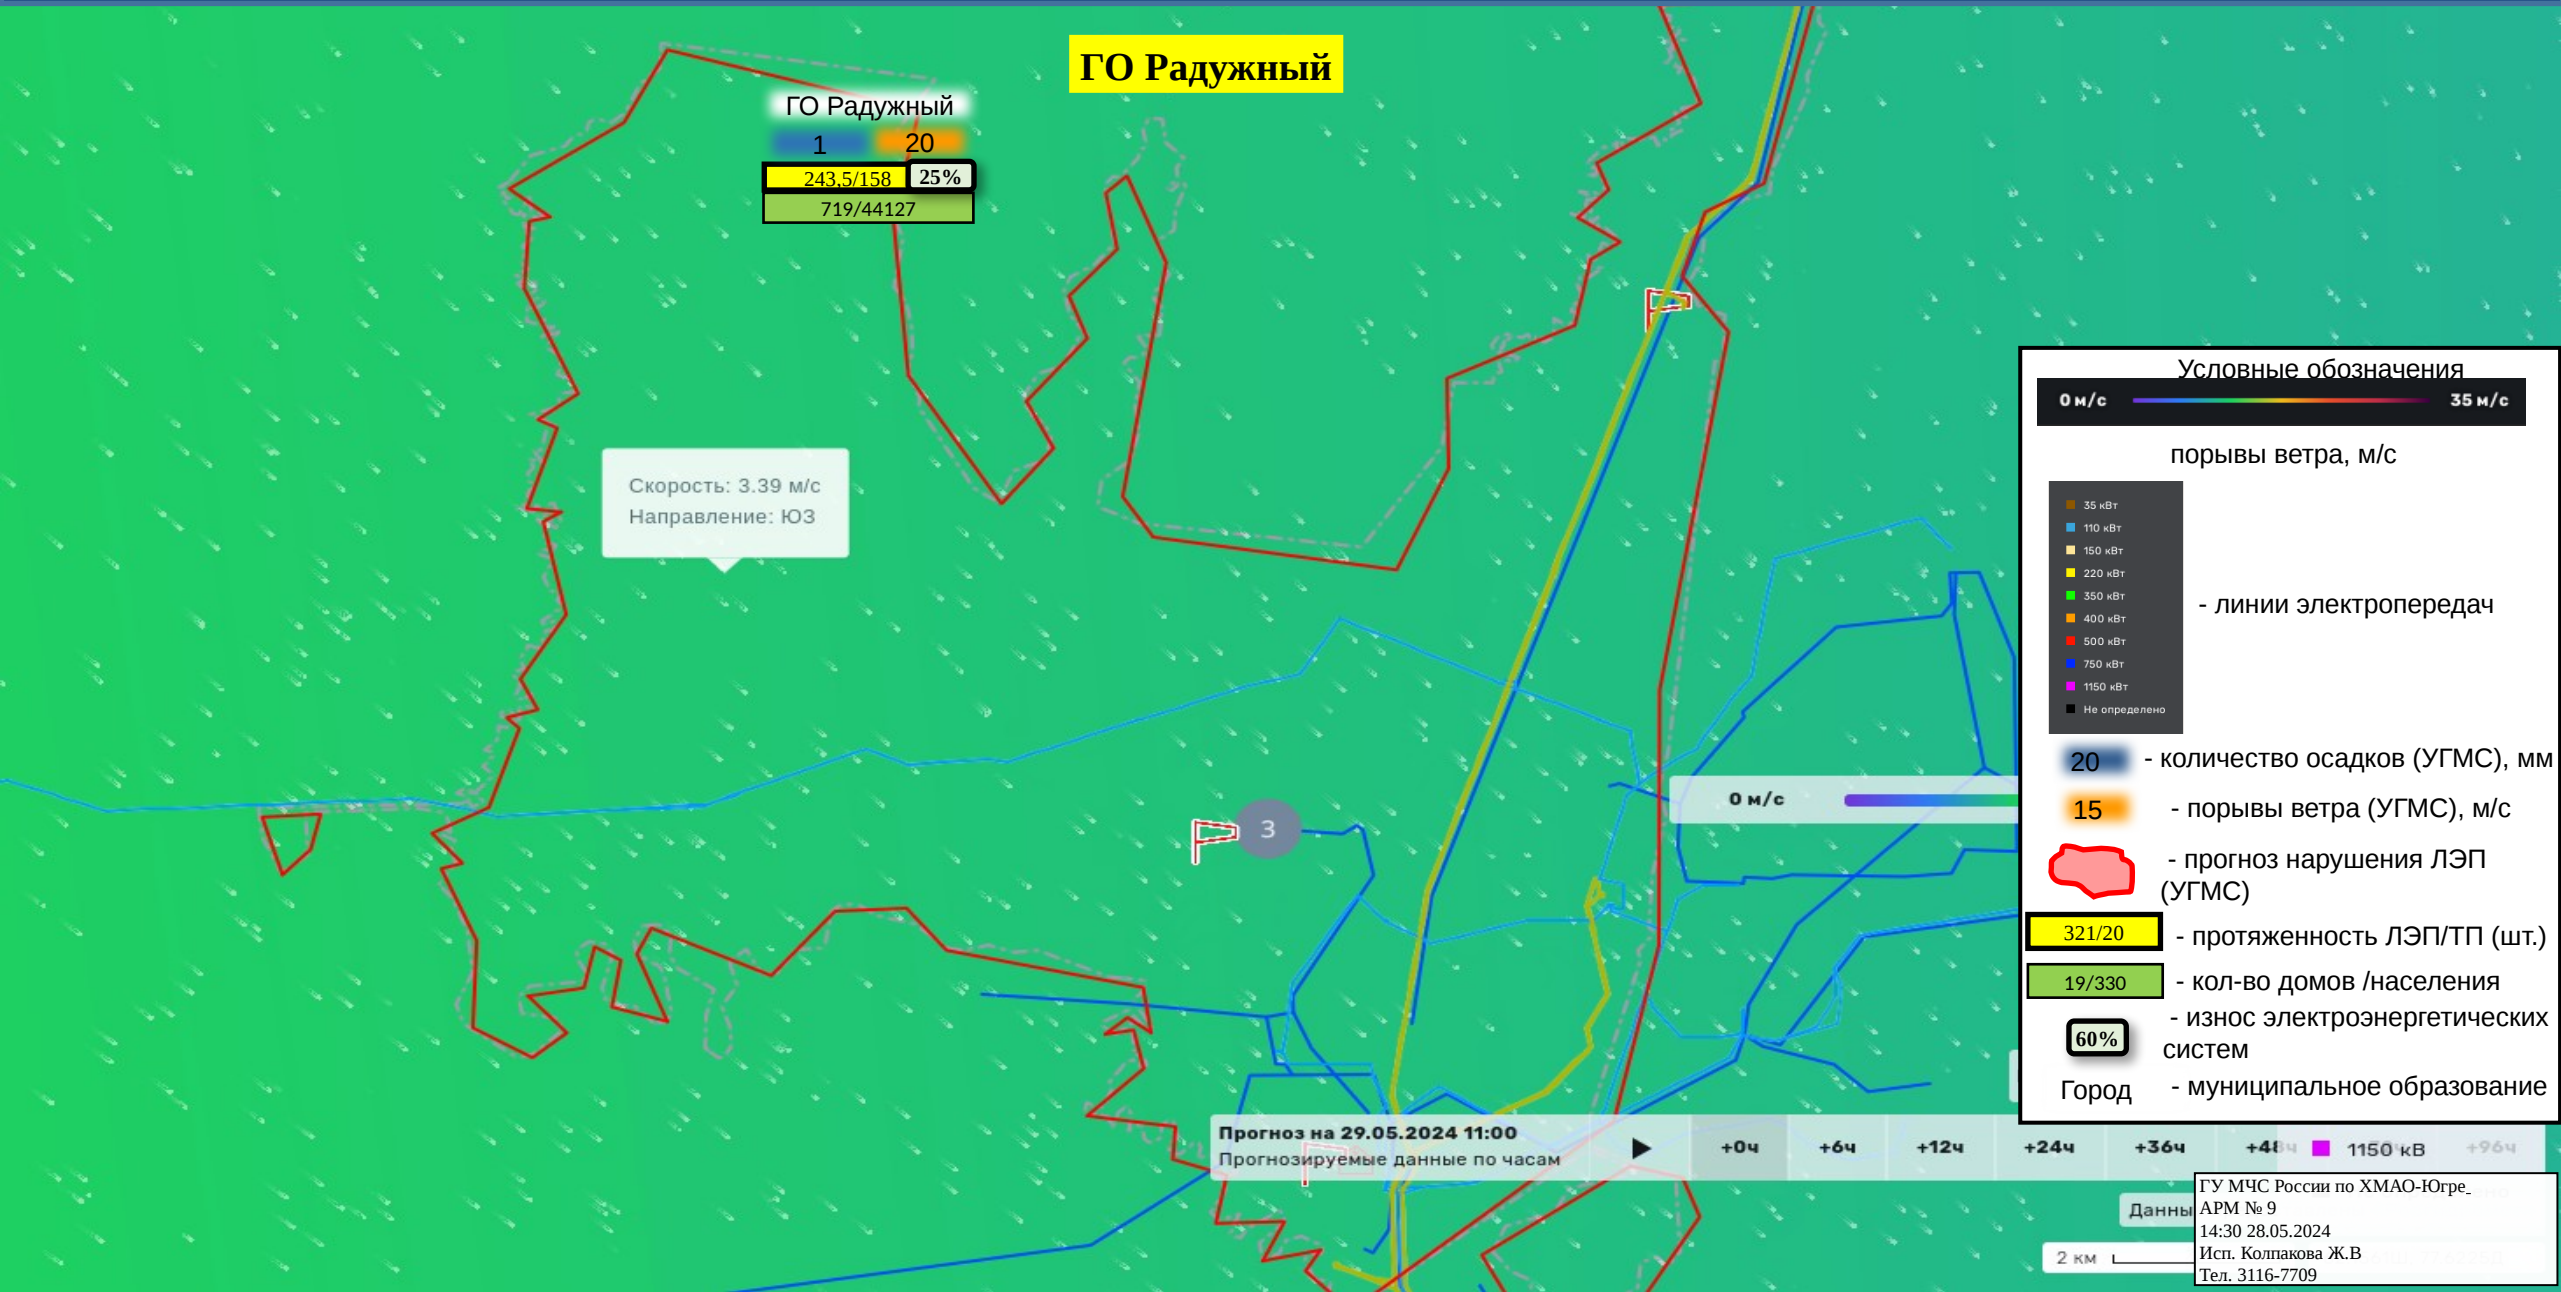 ГО Радужный
ГО Радужный
1
20
243,5/158
25%
719/44127
Скорость: 3.39 м/с
Направление: ЮЗ
3
0 м/с
Условные обозначения
0 м/с
35 м/с
порывы ветра, м/с
35 кВт
110 кВт
150 кВт
220 кВт
350 кВт
400 кВт
500 кВт
750 кВт
1150 кВт
Не определено
- линии электропередач
20
- количество осадков (УГМС), мм
15
- порывы ветра (УГМС), м/с
- прогноз нарушения ЛЭП
(УГМС)
321/20
- протяженность ЛЭП/ТП (шт.)
19/330
- кол-во домов /населения
- износ электроэнергетических
60%
систем
Город
- муниципальное образование
Прогноз на 29.05.2024 11:00
Прогнозируемые данные по часам
+0ч
+6ч
+12ч
+24ч
+36ч
+48ч
1150 кВ
+96ч
Данны
2 км
ГУ МЧС России по ХМАО-Югре
АРМ № 9
14:30 28.05.2024
Исп. Колпакова Ж.В
Тел. 3116-7709